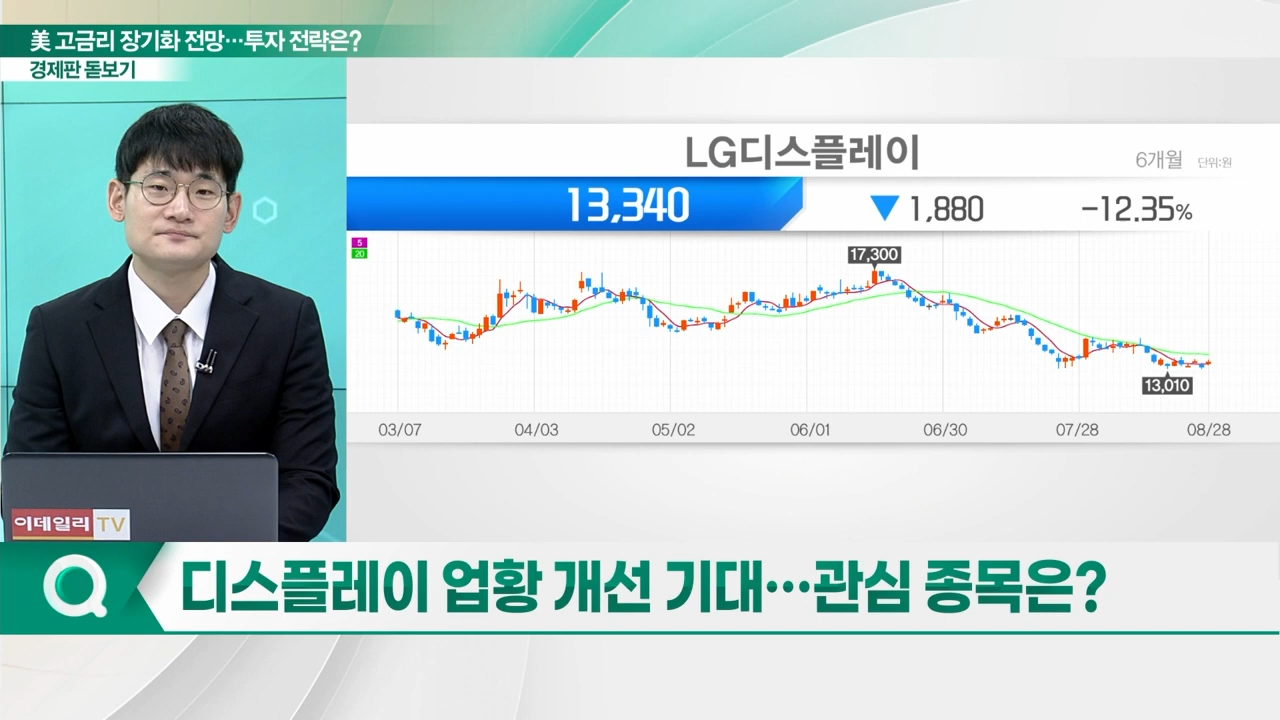 美 고금리 장기화 전망…투자 전략은?
경제판 돋보기
LG디스플레이
6개월 단위:원
13,340 ▼ 1,880 -12.35%
5
20
17,300
13,010
03/07 04/03 05/02 06/01 06/30 07/28 08/28
이데일리 TV
Q 디스플레이 업황 개선 기대…관심 종목은?